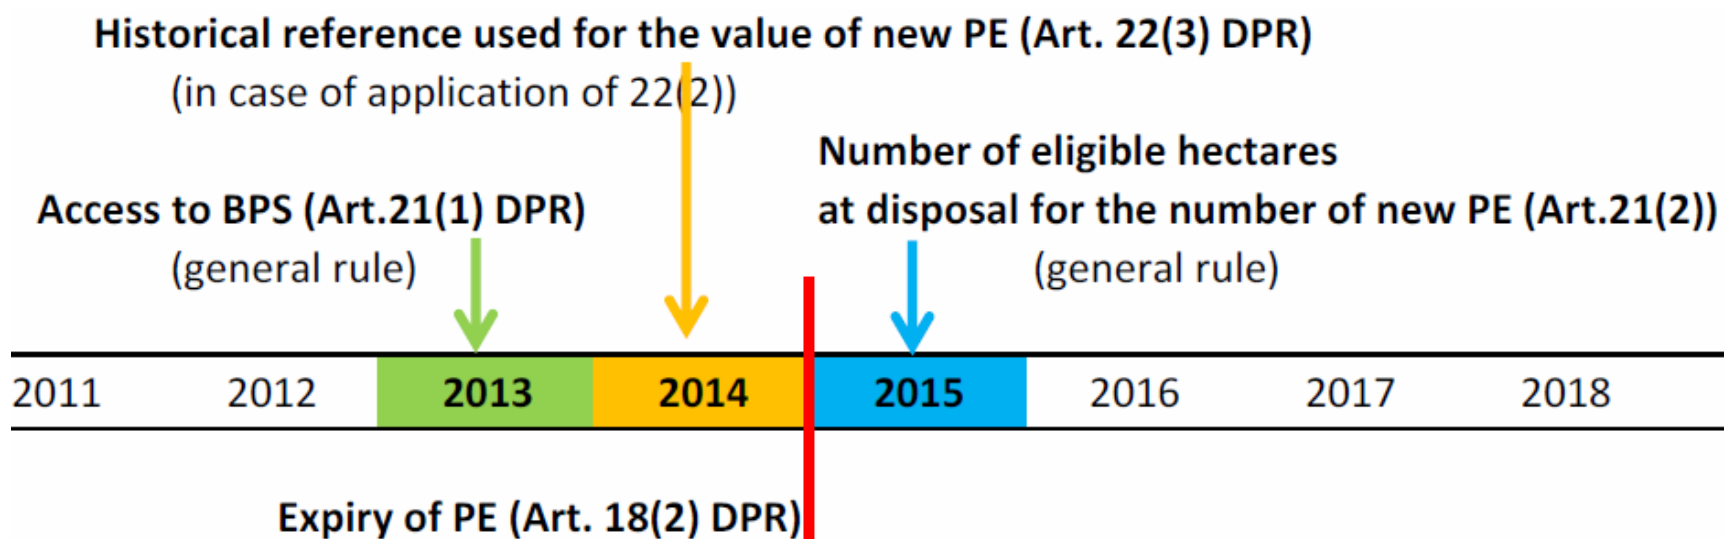 Historical reference used for the value of new PE (Art. 22(3) DPR)
(in case of application of 22(2))
Number of eligible hectares
at disposal for the number of new PE (Art.21(2))
(general rule)
Access to BPS (Art.21(1) DPR)
(general rule)
2011 2012 2013 2014 2015 2016 2017 2018
Expiry of PE (Art. 18(2) DPR)